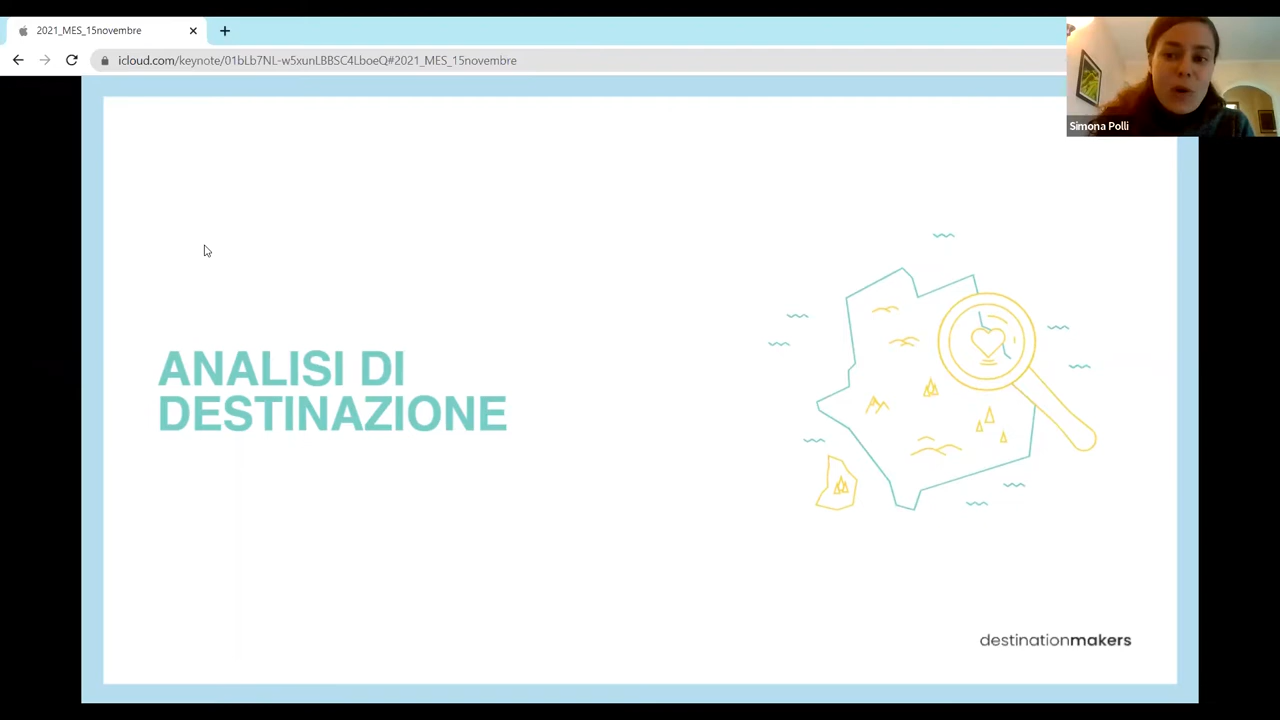 2021_MES_15novembre
icloud.com/keynote/01bLb7NL-w5xunLBBSC4LboeQ#2021_MES_15novembre
Simona Polli
ANALISI DI
DESTINAZIONE
destinationmakers